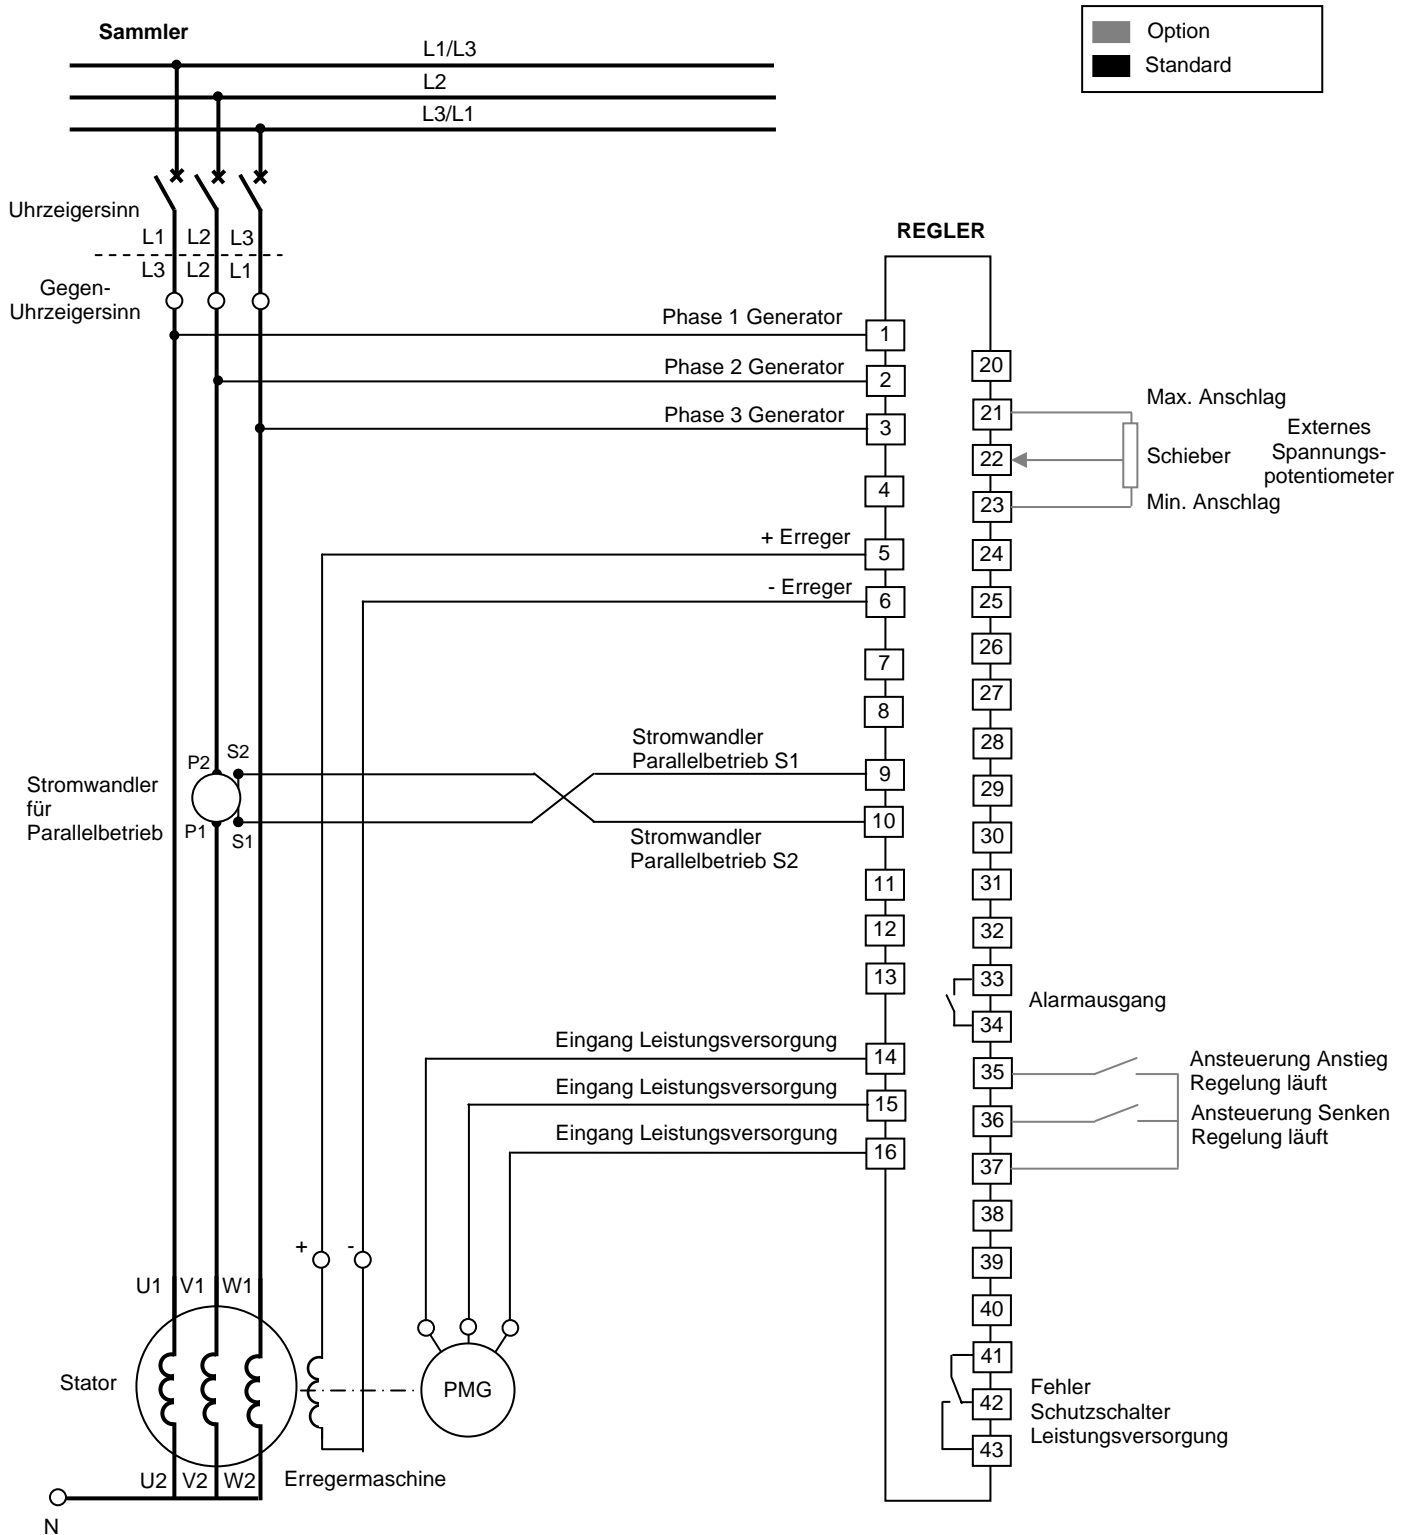 Sammler
L1/L3
L2
L3/L1
Option
Standard
Uhrzeigersinn
L1 L2 L3
L3 L2 L1
Gegen-
Uhrzeigersinn
REGLER
Phase 1 Generator
1
Phase 2 Generator
2
Phase 3 Generator
3
4
+ Erreger
5
- Erreger
6
7
8
Stromwandler
Parallelbetrieb S1
9
10
Stromwandler
Parallelbetrieb S2
P2 S2
P1 S1
Stromwandler
für
Parallelbetrieb
11
12
13
Eingang Leistungsversorgung
14
Eingang Leistungsversorgung
15
Eingang Leistungsversorgung
16
20
21
22
23
24
25
26
27
28
29
30
31
32
33
34
35
36
37
38
39
40
41
42
43
Max. Anschlag
Schieber
Min. Anschlag
Externes
Spannungs-
potentiometer
Alarmausgang
Ansteuerung Anstieg
Regelung läuft
Ansteuerung Senken
Regelung läuft
Fehler
Schutzschalter
Leistungsversorgung
+ -
U1 V1 W1
Stator
PMG
U2 V2 W2
Erregermaschine
N